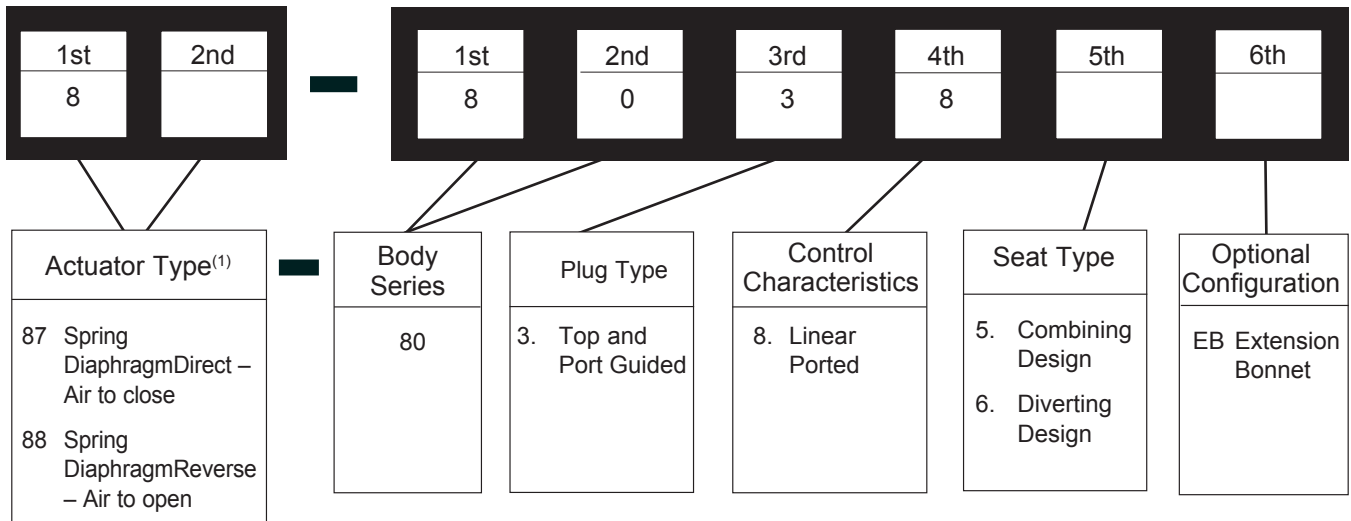 1st 2nd 1st 2nd 3rd 4th 5th 6th
8 8 0 3 8
Actuator Type(1)
87 Spring
DiaphragmDirect –
Air to close
88 Spring
DiaphragmReverse
– Air to open
Body
Series
80
Plug Type
3. Top and
Port Guided
Control
Characteristics
8. Linear
Ported
Seat Type
5. Combining
Design
6. Diverting
Design
Optional
Configuration
EB Extension
Bonnet